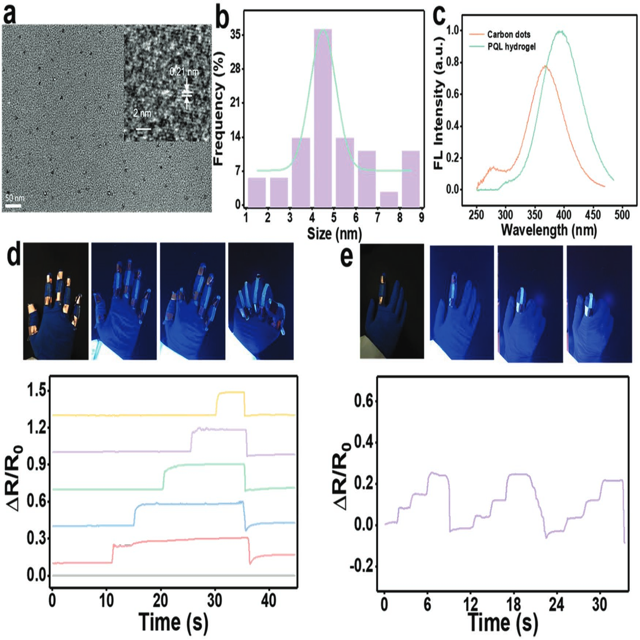 a
0.21 nm
2 nm
50 nm
b
Frequency (%)
35
28
21
14
7
0
1 2 3 4 5 6 7 8 9
Size (nm)
c
FL Intensity (a.u.)
1.0
0.8
0.6
0.4
0.2
0.0
Carbon dots
PQL hydrogel
250 300 350 400 450 500
Wavelength (nm)
d
ΔR/R0
1.5
1.2
0.9
0.6
0.3
0.0
0 10 20 30 40
Time (s)
e
ΔR/R0
0.6
0.4
0.2
0.0
-0.2
0 6 12 18 24 30
Time (s)